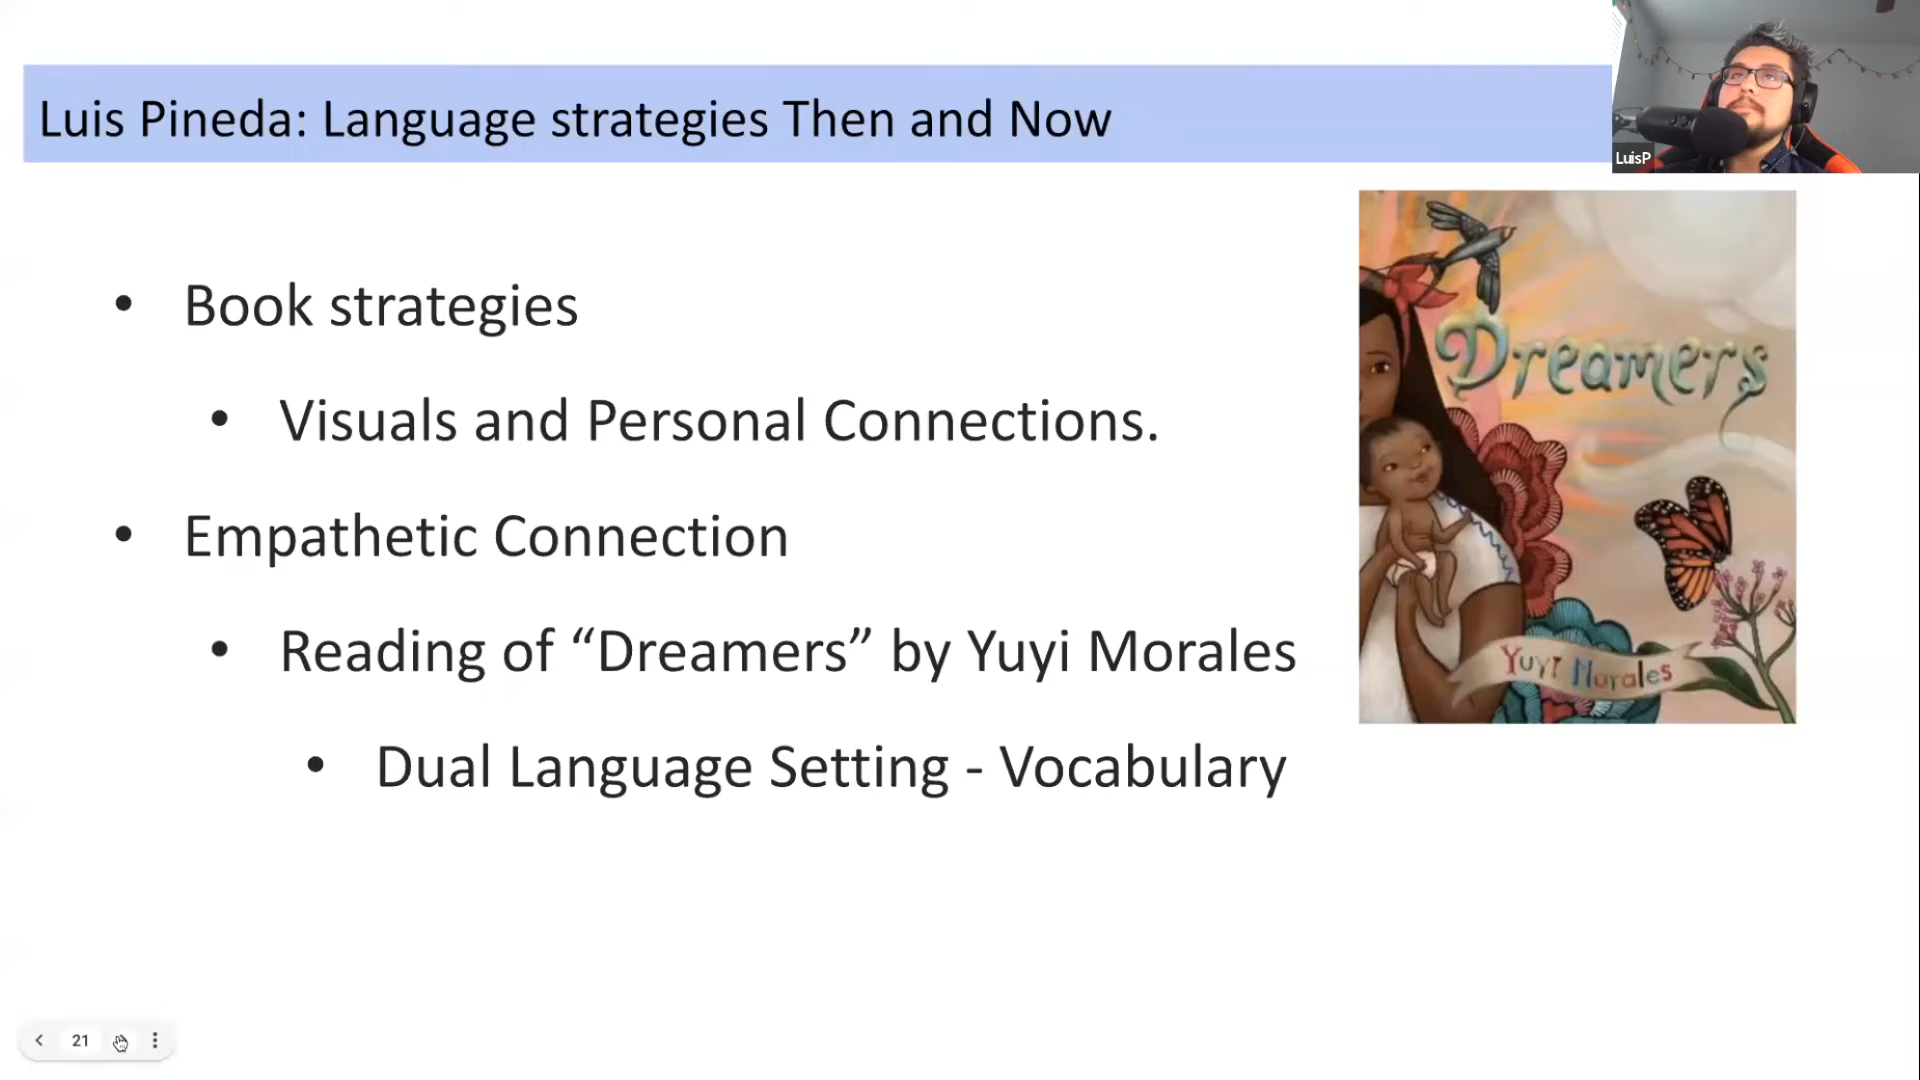 Luis Pineda: Language strategies Then and Now
LuisP
• Book strategies
• Visuals and Personal Connections.
• Empathetic Connection
• Reading of “Dreamers” by Yuyi Morales
• Dual Language Setting - Vocabulary
Dreamers
Yuyi Morales
21